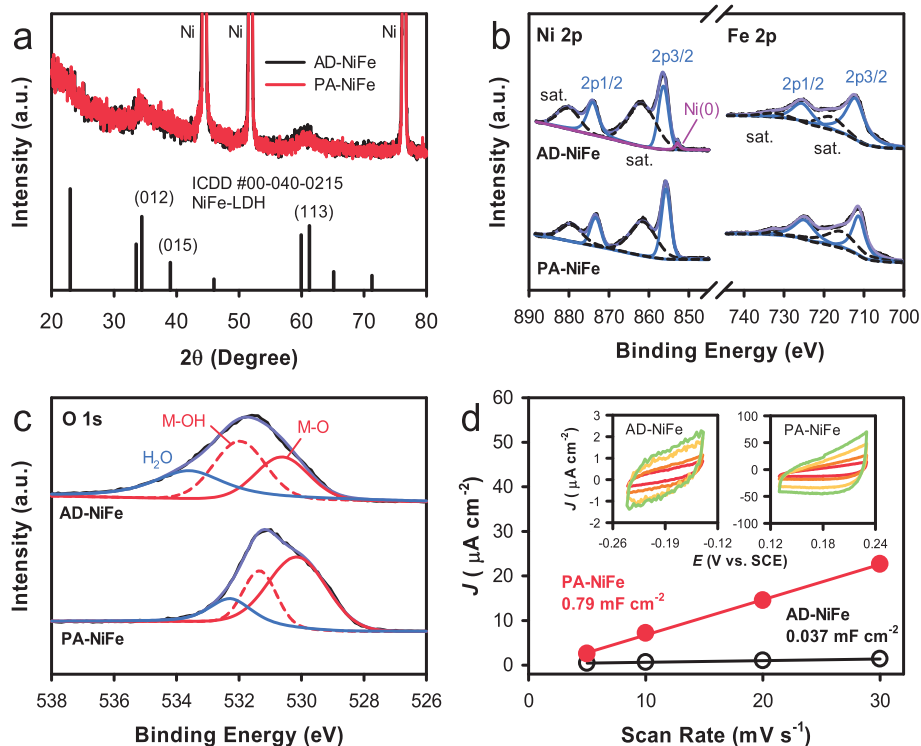 a
Intensity (a.u.)
Ni
Ni
Ni
AD-NiFe
PA-NiFe
ICDD #00-040-0215
NiFe-LDH
(012)
(015)
(113)
20 30 40 50 60 70 80
2θ (Degree)
b
Intensity (a.u.)
Ni 2p
Fe 2p
2p1/2
2p3/2
2p1/2
2p3/2
sat.
Ni(0)
sat.
sat.
sat.
AD-NiFe
PA-NiFe
890 880 870 860 850 740 730 720 710 700
Binding Energy (eV)
c
Intensity (a.u.)
O 1s
M-OH
M-O
H₂O
AD-NiFe
PA-NiFe
538 536 534 532 530 528 526
Binding Energy (eV)
d
J ( μA cm⁻²)
60
50
40
30
20
10
0
AD-NiFe
J ( μA cm⁻²)
3
2
1
0
-1
-2
-0.26 -0.19 -0.12
PA-NiFe
100
50
0
-50
-100
0.12 0.18 0.24
E (V vs. SCE)
PA-NiFe
0.79 mF cm⁻²
AD-NiFe
0.037 mF cm⁻²
0 10 20 30
Scan Rate (mV s⁻¹)